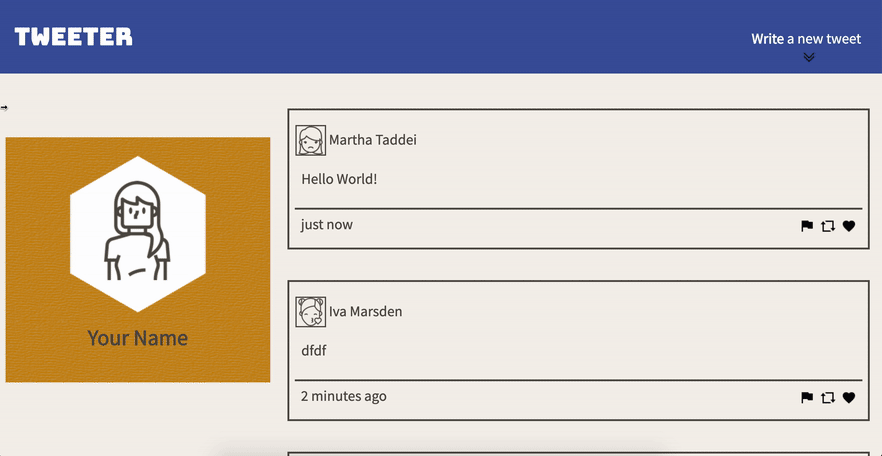 TWEETER
Write a new tweet
Your Name
Martha Taddei
Hello World!
just now
Iva Marsden
dfdf
2 minutes ago